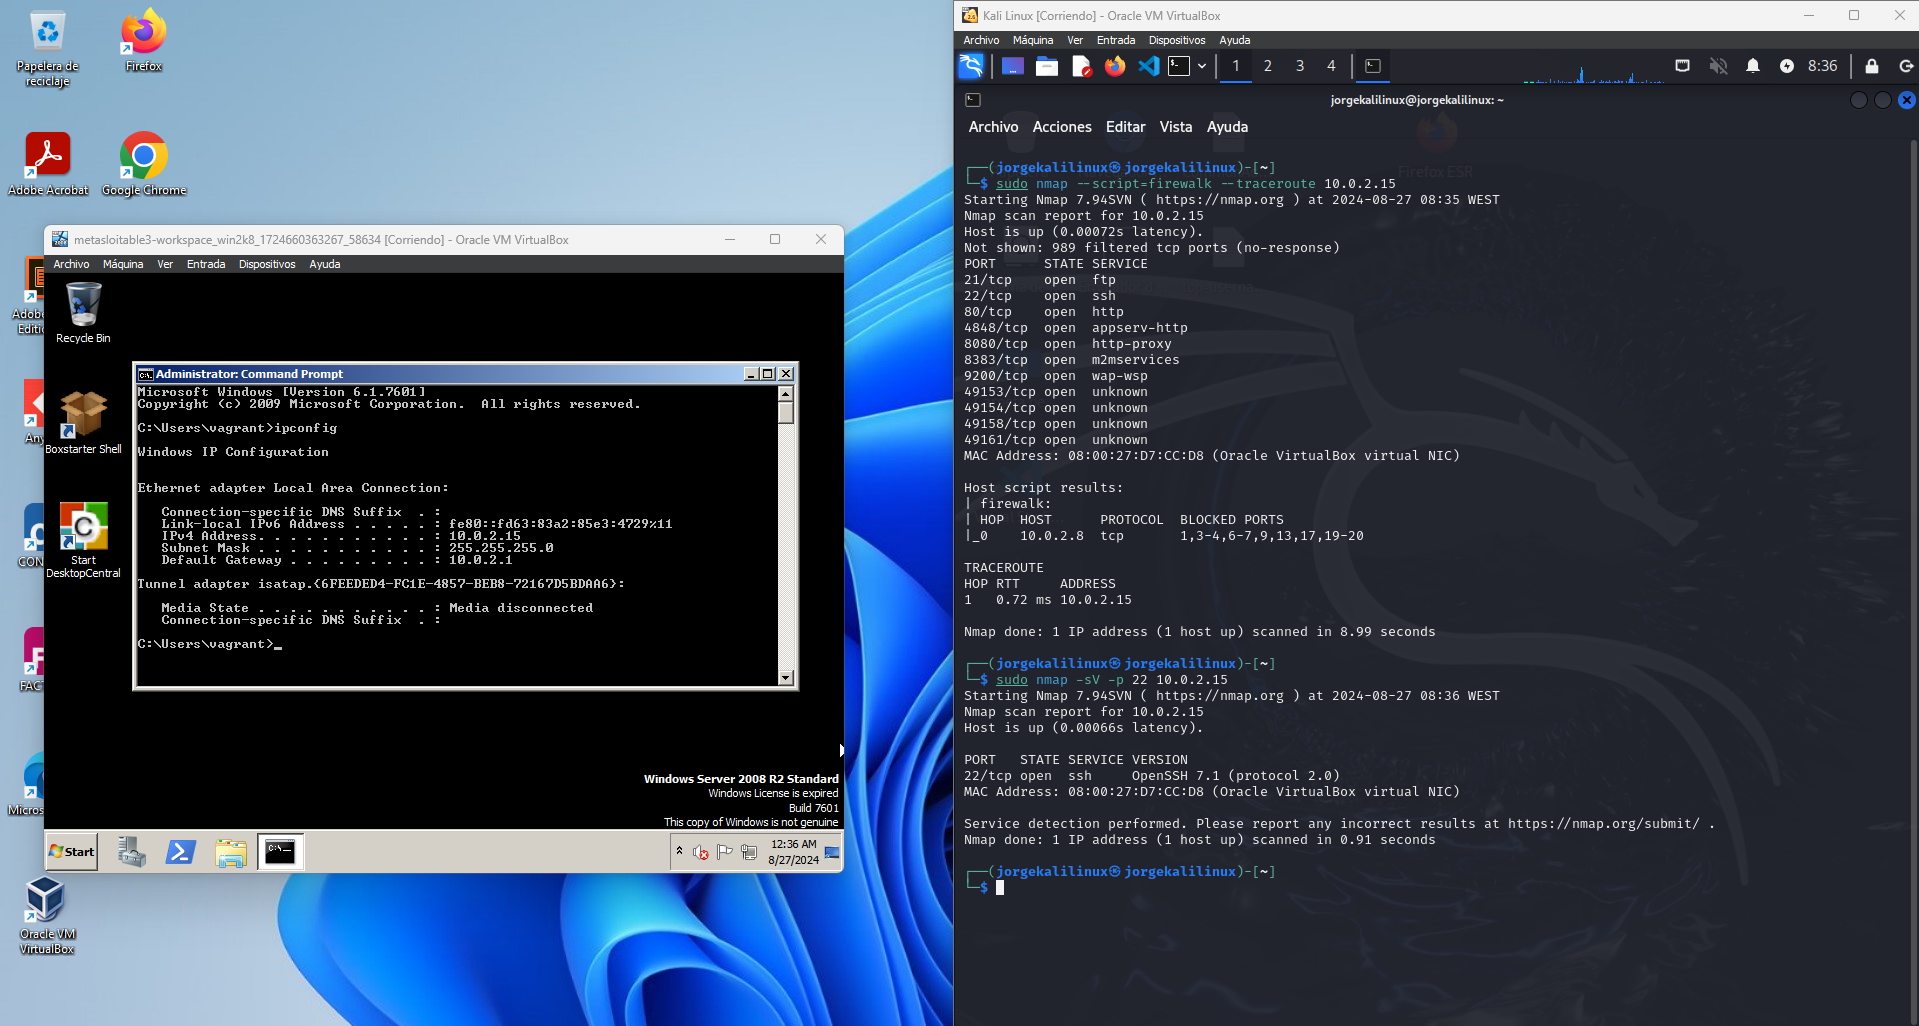 Papelera de
reciclaje
Firefox
Adobe Acrobat
Google Chrome
Adob
Editic
Any
CON
FAC
Micros
Oracle VM
VirtualBox
metasloitable3-workspace_win2k8_1724660363267_58634 [Corriendo] - Oracle VM VirtualBox
Archivo Máquina Ver Entrada Dispositivos Ayuda
Recycle Bin
Boxstarter Shell
Start
DesktopCentral
Administrator: Command Prompt
Microsoft Windows [Version 6.1.7601]
Copyright (c) 2009 Microsoft Corporation.  All rights reserved.
C:\Users\vagrant>ipconfig
Windows IP Configuration
Ethernet adapter Local Area Connection:
Connection-specific DNS Suffix  . :
Link-local IPv6 Address . . . . . : fe80::fd63:83a2:85e3:4729%11
IPv4 Address. . . . . . . . . . . : 10.0.2.15
Subnet Mask . . . . . . . . . . . : 255.255.255.0
Default Gateway . . . . . . . . . : 10.0.2.1
Tunnel adapter isatap.{6FEEDED4-FC1E-4857-BEB8-72167D5BDAA6}:
Media State . . . . . . . . . . . : Media disconnected
Connection-specific DNS Suffix  . :
C:\Users\vagrant>_
Windows Server 2008 R2 Standard
Windows License is expired
Build 7601
This copy of Windows is not genuine
Start
12:36 AM
8/27/2024
Kali Linux [Corriendo] - Oracle VM VirtualBox
Archivo Máquina Ver Entrada Dispositivos Ayuda
1 2 3 4 8:36
jorgekalilinux@jorgekalilinux: ~
Archivo Acciones Editar Vista Ayuda
Firefox ESR
┌──(jorgekalilinux㉿jorgekalilinux)-[~]
└─$ sudo nmap --script=firewalk --traceroute 10.0.2.15
Starting Nmap 7.94SVN ( https://nmap.org ) at 2024-08-27 08:35 WEST
Nmap scan report for 10.0.2.15
Host is up (0.00072s latency).
Not shown: 989 filtered tcp ports (no-response)
PORT      STATE SERVICE
21/tcp    open  ftp
22/tcp    open  ssh
80/tcp    open  http
4848/tcp  open  appserv-http
8080/tcp  open  http-proxy
8383/tcp  open  m2mservices
9200/tcp  open  wap-wsp
49153/tcp open  unknown
49154/tcp open  unknown
49158/tcp open  unknown
49161/tcp open  unknown
MAC Address: 08:00:27:D7:CC:D8 (Oracle VirtualBox virtual NIC)
Host script results:
| firewalk:
| HOP  HOST      PROTOCOL  BLOCKED PORTS
|_0    10.0.2.8  tcp       1,3-4,6-7,9,13,17,19-20
TRACEROUTE
HOP RTT     ADDRESS
1   0.72 ms 10.0.2.15
Nmap done: 1 IP address (1 host up) scanned in 8.99 seconds
┌──(jorgekalilinux㉿jorgekalilinux)-[~]
└─$ sudo nmap -sV -p 22 10.0.2.15
Starting Nmap 7.94SVN ( https://nmap.org ) at 2024-08-27 08:36 WEST
Nmap scan report for 10.0.2.15
Host is up (0.00066s latency).
PORT   STATE SERVICE VERSION
22/tcp open  ssh     OpenSSH 7.1 (protocol 2.0)
MAC Address: 08:00:27:D7:CC:D8 (Oracle VirtualBox virtual NIC)
Service detection performed. Please report any incorrect results at https://nmap.org/submit/ .
Nmap done: 1 IP address (1 host up) scanned in 0.91 seconds
┌──(jorgekalilinux㉿jorgekalilinux)-[~]
└─$